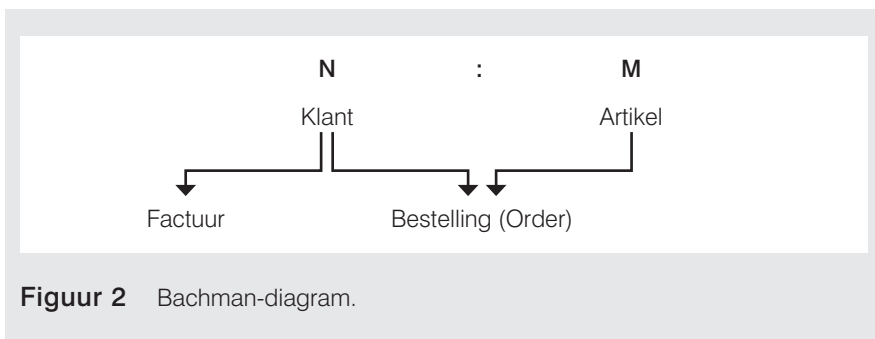 N : M
Klant Artikel
Factuur Bestelling (Order)
Figuur 2 Bachman-diagram.